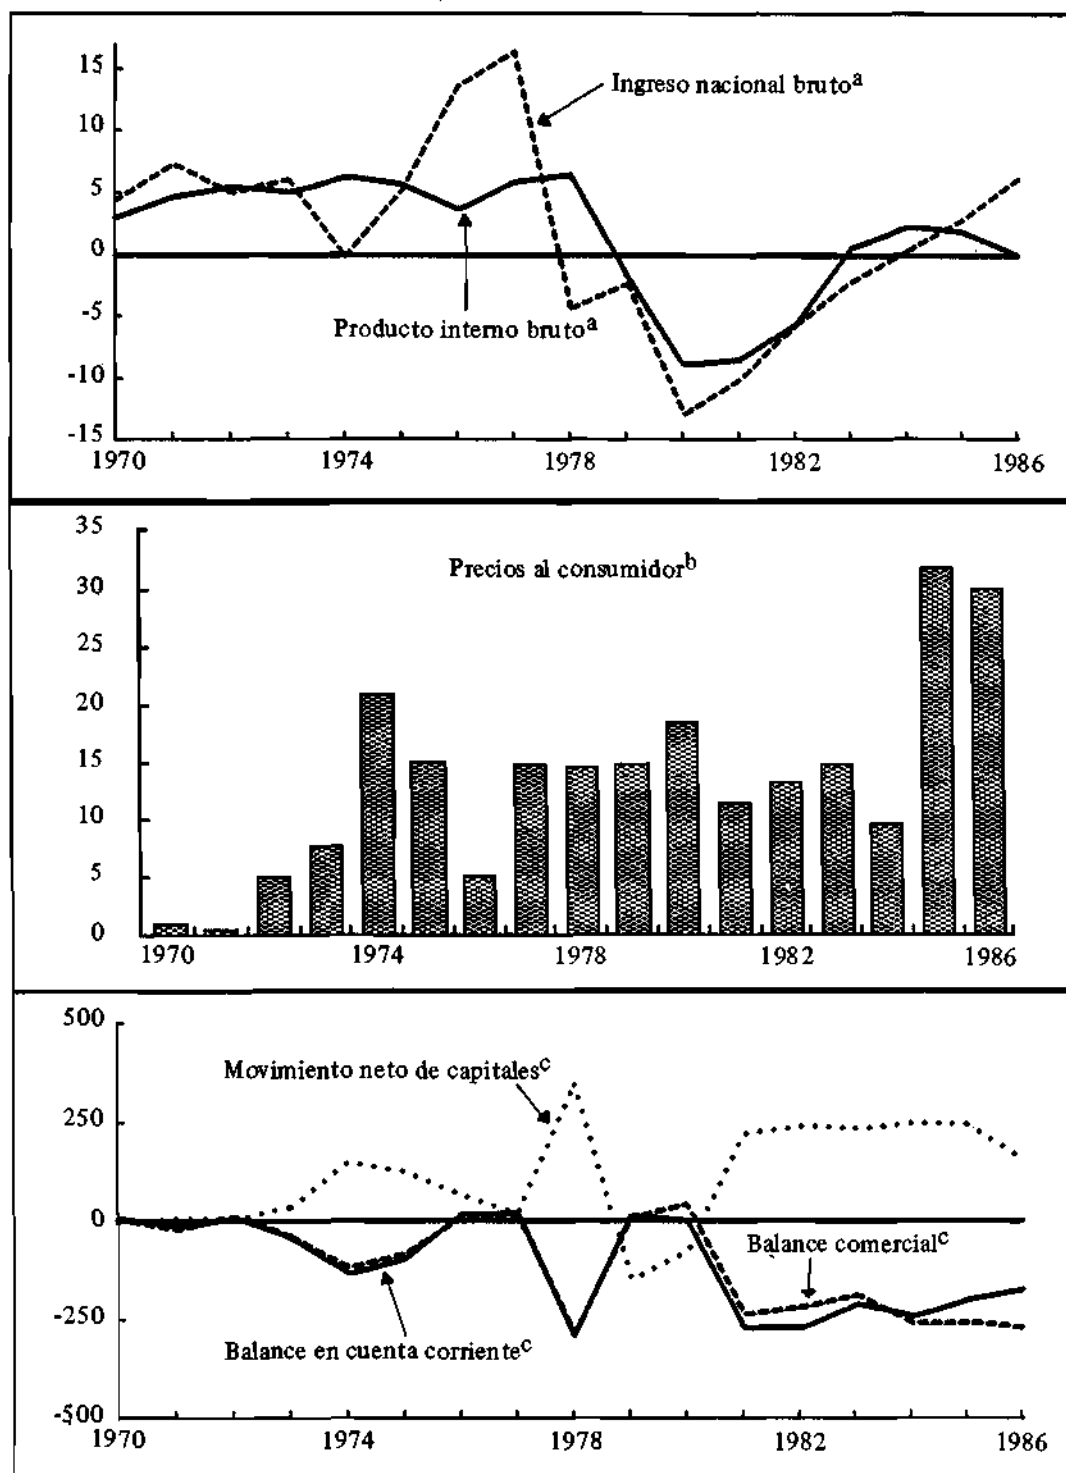 15
Ingreso nacional bruto^a
10
5
0
Producto interno bruto^a
-5
-10
-15
1970 1974 1978 1982 1986
35
Precios al consumidor^b
30
25
20
15
10
5
0
1970 1974 1978 1982 1986
500
Movimiento neto de capitales^c
250
0
Balance comercial^c
-250
Balance en cuenta corriente^c
-500
1970 1974 1978 1982 1986